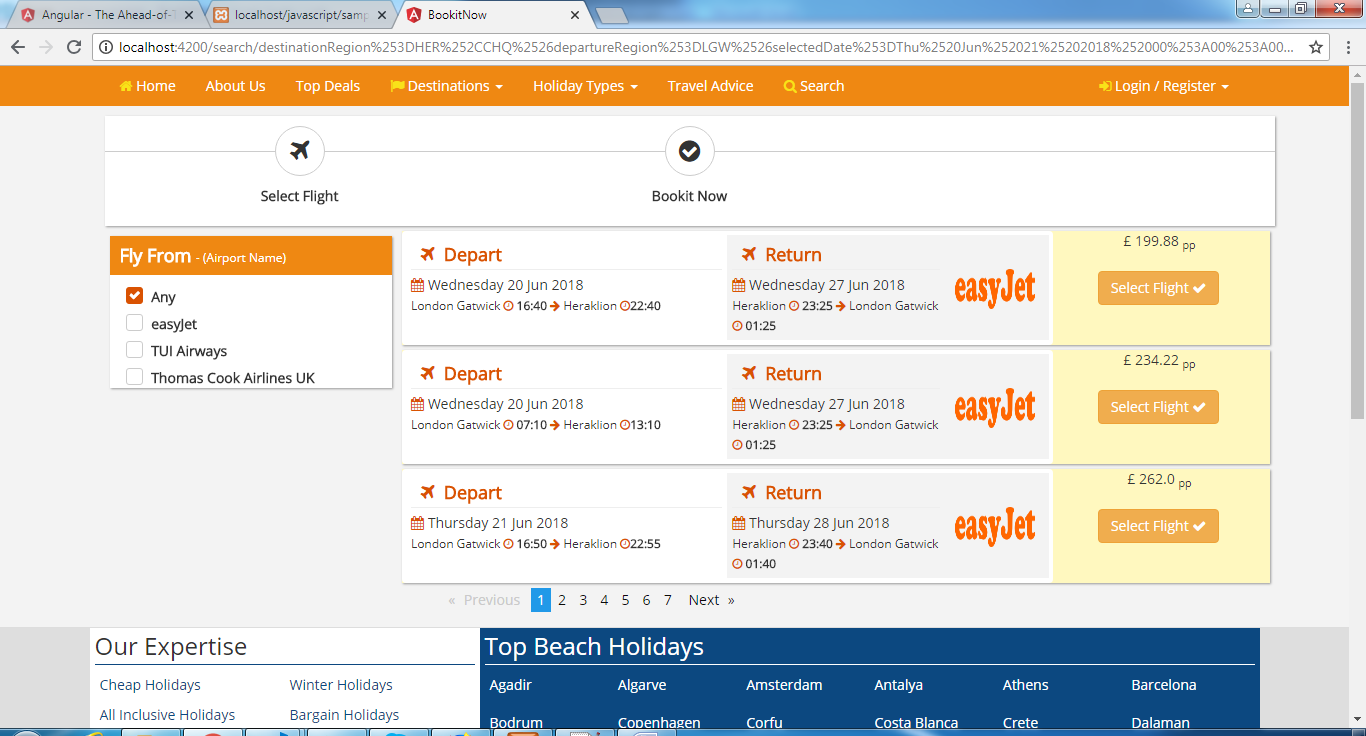 Angular - The Ahead-of-T
localhost/javascript/samp
BookitNow
localhost:4200/search/destinationRegion%253DHER%252CCHQ%2526departureRegion%253DLGW%2526selectedDate%253DThu%2520Jun%252021%25202018%252000%253A00%253A00...
Home About Us Top Deals Destinations Holiday Types Travel Advice Search Login / Register
Select Flight
Bookit Now
Fly From - (Airport Name)
Any
easyJet
TUI Airways
Thomas Cook Airlines UK
Depart
Wednesday 20 Jun 2018
London Gatwick 16:40 Heraklion 22:40
Return
Wednesday 27 Jun 2018
Heraklion 23:25 London Gatwick
01:25
easyJet
£ 199.88 pp
Select Flight
Depart
Wednesday 20 Jun 2018
London Gatwick 07:10 Heraklion 13:10
Return
Wednesday 27 Jun 2018
Heraklion 23:25 London Gatwick
01:25
easyJet
£ 234.22 pp
Select Flight
Depart
Thursday 21 Jun 2018
London Gatwick 16:50 Heraklion 22:55
Return
Thursday 28 Jun 2018
Heraklion 23:40 London Gatwick
01:40
easyJet
£ 262.0 pp
Select Flight
« Previous 1 2 3 4 5 6 7 Next »
Our Expertise
Cheap Holidays Winter Holidays
All Inclusive Holidays Bargain Holidays
Top Beach Holidays
Agadir Algarve Amsterdam Antalya Athens Barcelona
Bodrum Copenhagen Corfu Costa Blanca Crete Dalaman